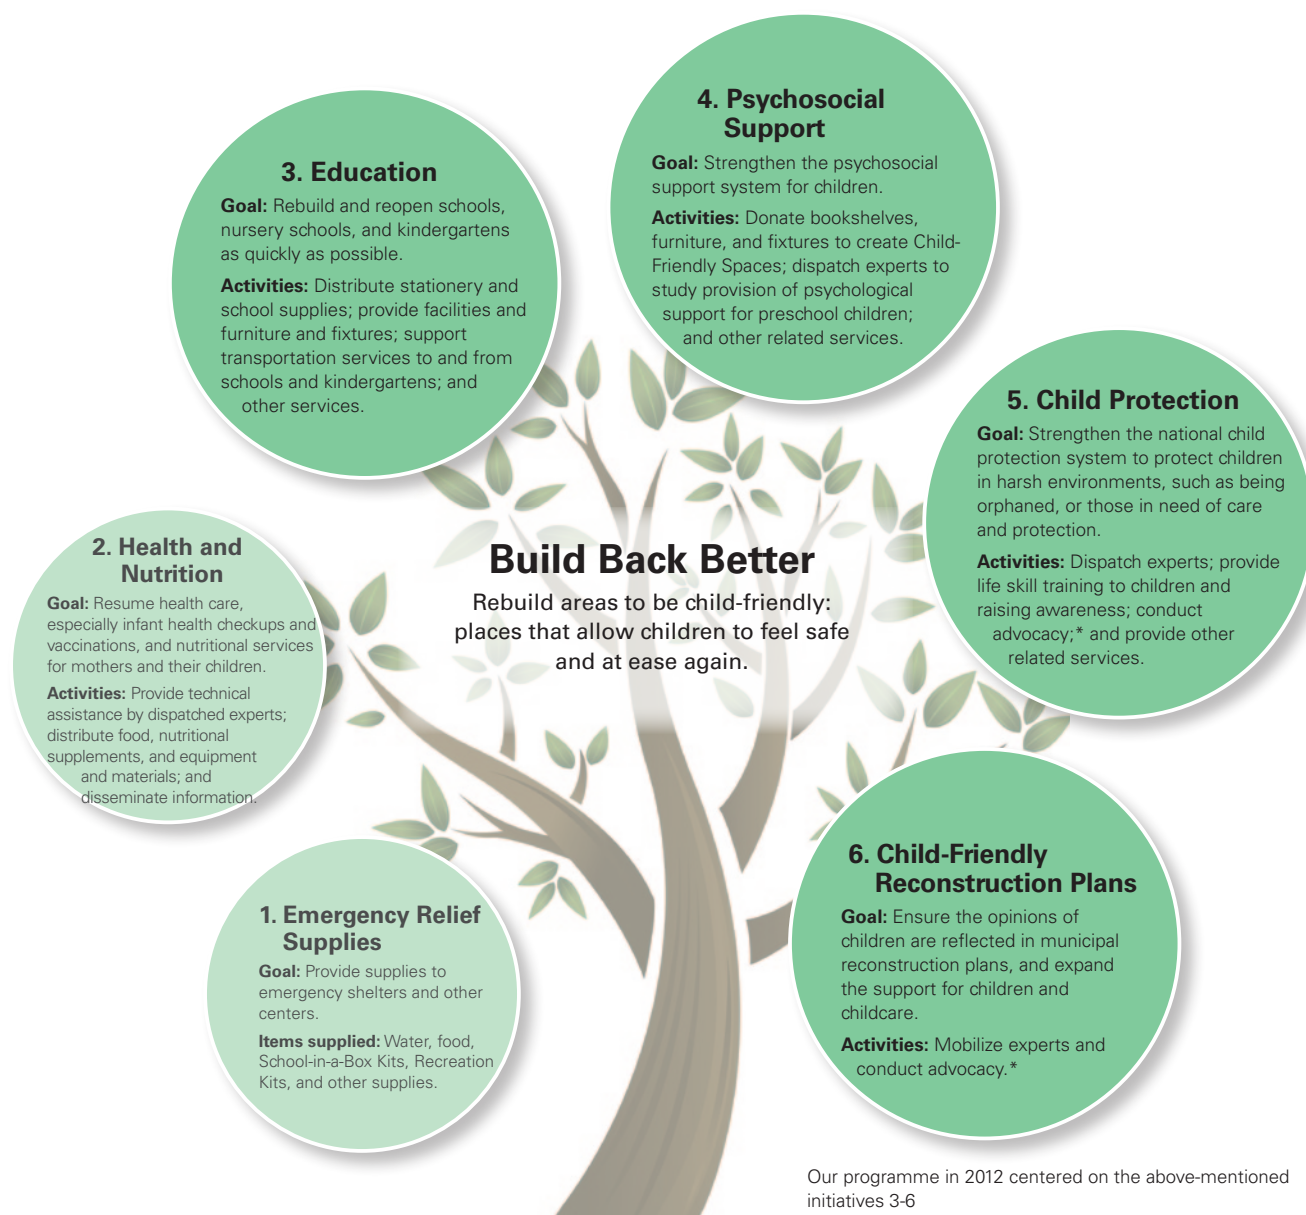 4. Psychosocial
Support
Goal: Strengthen the psychosocial
support system for children.
Activities: Donate bookshelves,
furniture, and fixtures to create Child-
Friendly Spaces; dispatch experts to
study provision of psychological
support for preschool children;
and other related services.
3. Education
Goal: Rebuild and reopen schools,
nursery schools, and kindergartens
as quickly as possible.
Activities: Distribute stationery and
school supplies; provide facilities and
furniture and fixtures; support
transportation services to and from
schools and kindergartens; and
other services.
5. Child Protection
Goal: Strengthen the national child
protection system to protect children
in harsh environments, such as being
orphaned, or those in need of care
and protection.
Activities: Dispatch experts; provide
life skill training to children and
raising awareness; conduct
advocacy;* and provide other
related services.
2. Health and
Nutrition
Goal: Resume health care,
especially infant health checkups and
vaccinations, and nutritional services
for mothers and their children.
Activities: Provide technical
assistance by dispatched experts;
distribute food, nutritional
supplements, and equipment
and materials; and
disseminate information.
Build Back Better
Rebuild areas to be child-friendly:
places that allow children to feel safe
and at ease again.
1. Emergency Relief
Supplies
Goal: Provide supplies to
emergency shelters and other
centers.
Items supplied: Water, food,
School-in-a-Box Kits, Recreation
Kits, and other supplies.
6. Child-Friendly
Reconstruction Plans
Goal: Ensure the opinions of
children are reflected in municipal
reconstruction plans, and expand
the support for children and
childcare.
Activities: Mobilize experts and
conduct advocacy.*
Our programme in 2012 centered on the above-mentioned
initiatives 3-6